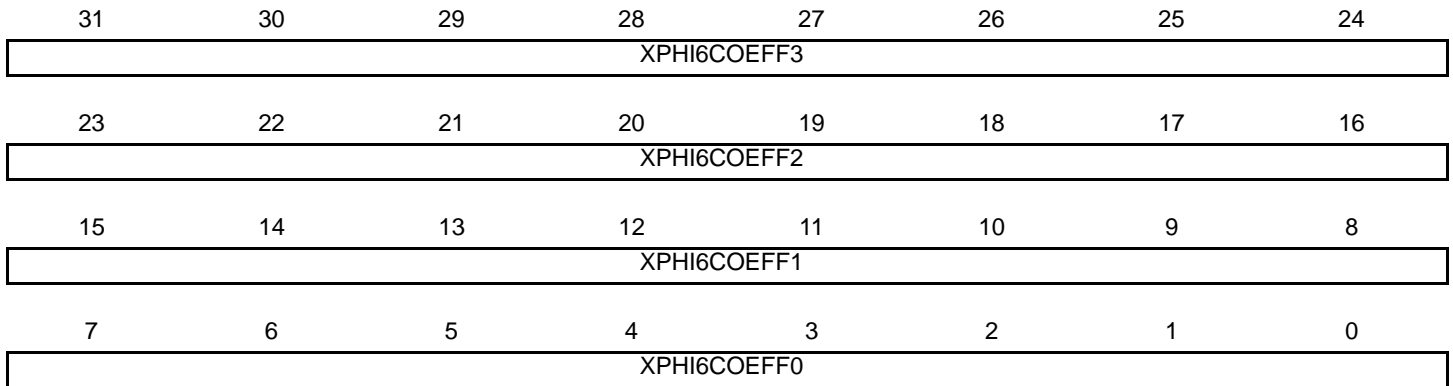 31 30 29 28 27 26 25 24
XPHI6COEFF3
23 22 21 20 19 18 17 16
XPHI6COEFF2
15 14 13 12 11 10 9 8
XPHI6COEFF1
7 6 5 4 3 2 1 0
XPHI6COEFF0